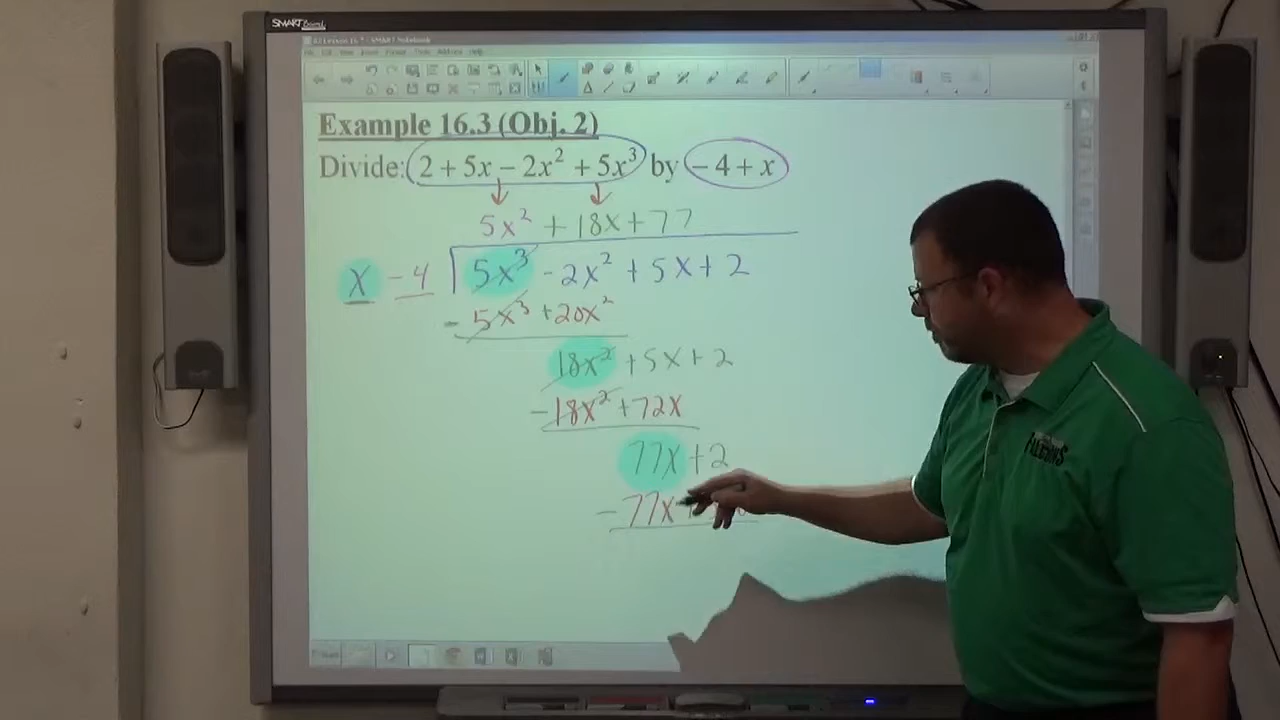 SMART Board
Example 16.3 (Obj. 2)
Divide: 2 + 5x − 2x² + 5x³ by − 4 + x
5x² + 18x + 77
x − 4 5x³ − 2x² + 5x + 2
− 5x³ + 20x²
18x² + 5x + 2
− 18x² + 72x
77x + 2
− 77x